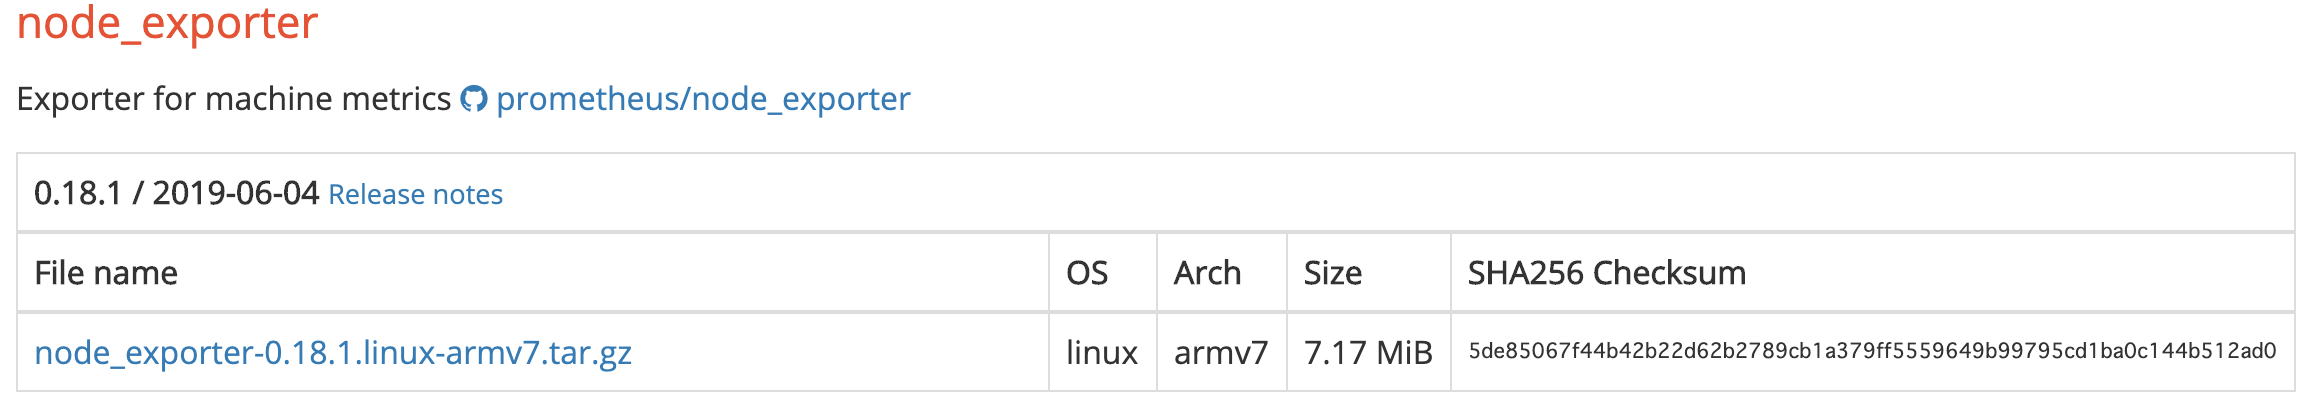 node_exporter
Exporter for machine metrics prometheus/node_exporter
0.18.1 / 2019-06-04 Release notes
File name OS Arch Size SHA256 Checksum
node_exporter-0.18.1.linux-armv7.tar.gz linux armv7 7.17 MiB 5de85067f44b42b22d62b2789cb1a379ff5559649b99795cd1ba0c144b512ad0